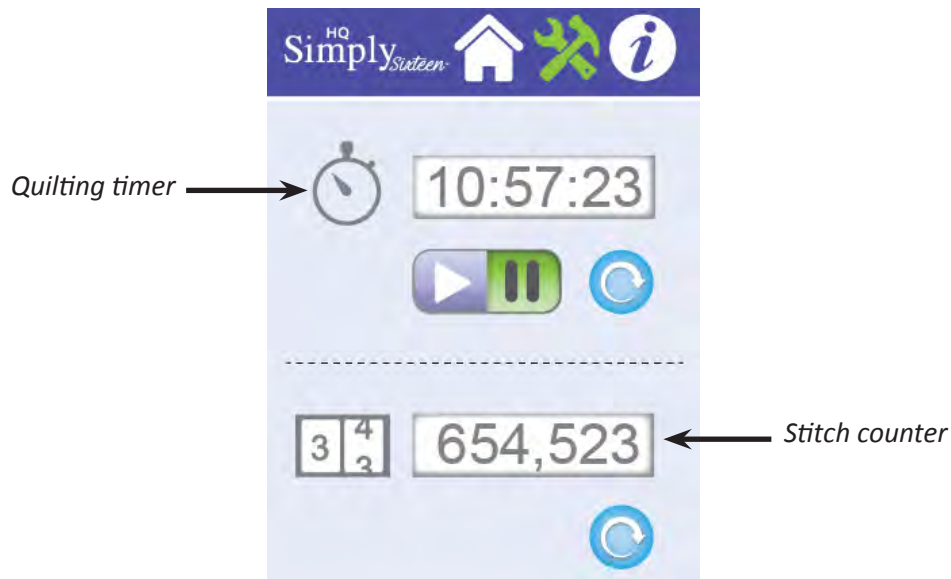 HQ
Simply Sixteen
i
Quilting timer
10:57:23
3 4
3
654,523
Stitch counter